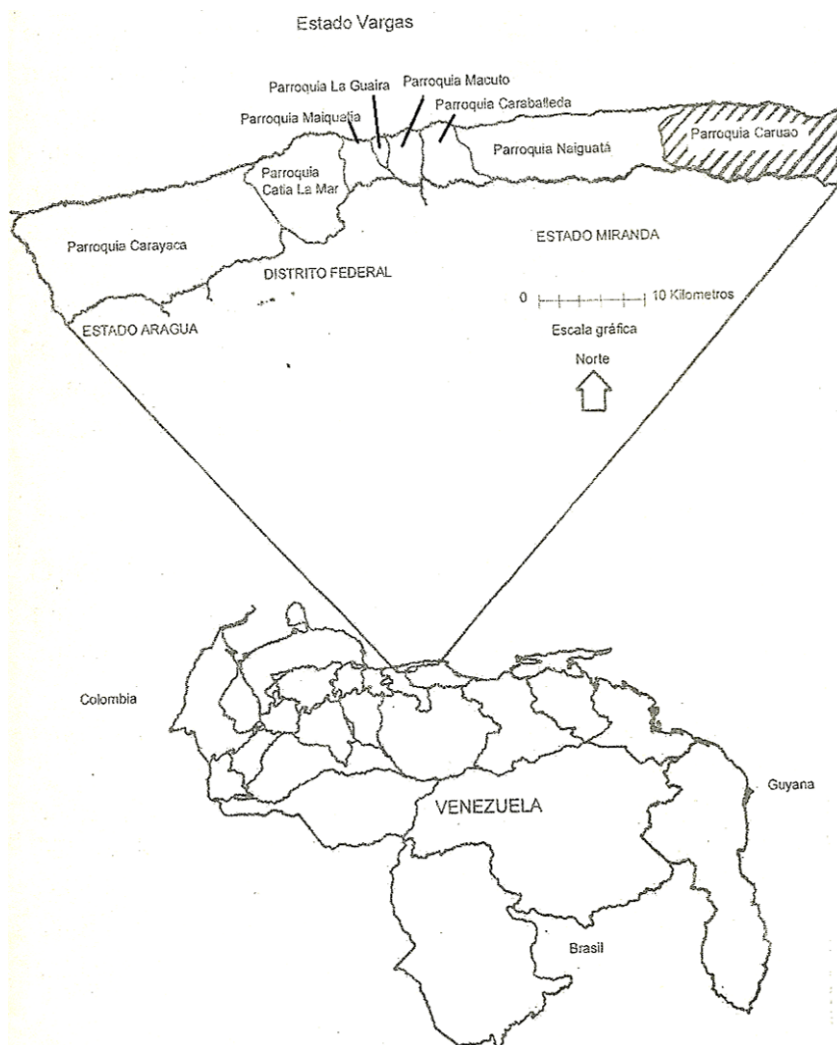 Estado Vargas
Parroquia La Guaira
Parroquia Macuto
Parroquia Maiquetia
Parroquia Caraballeda
Parroquia Caruao
Parroquia Naiguatá
Parroquia
Catia La Mar
Parroquia Carayaca
ESTADO MIRANDA
DISTRITO FEDERAL
0 10 Kilometros
ESTADO ARAGUA
Escala gráfica
Norte
Colombia
Guyana
VENEZUELA
Brasil